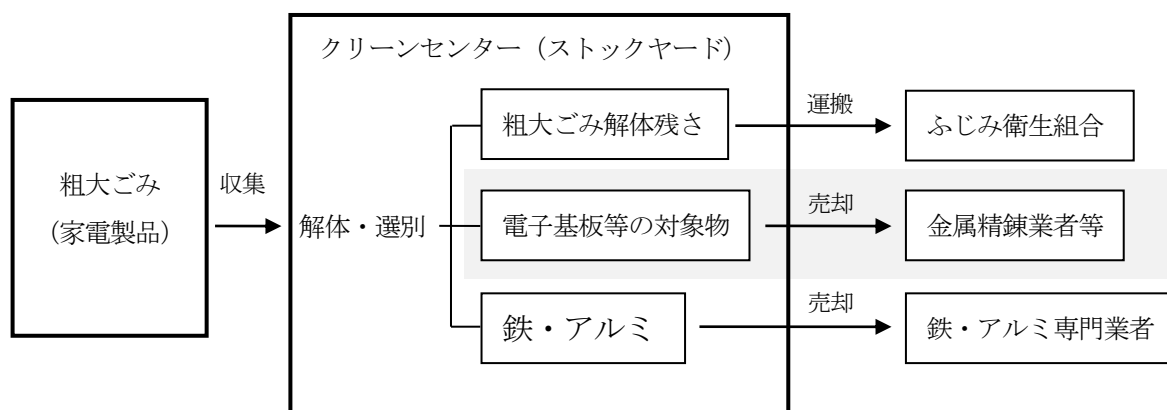 クリーンセンター（ストックヤード）
粗大ごみ
（家電製品）
収集
解体・選別
粗大ごみ解体残さ
運搬
ふじみ衛生組合
電子基板等の対象物
売却
金属精錬業者等
鉄・アルミ
売却
鉄・アルミ専門業者